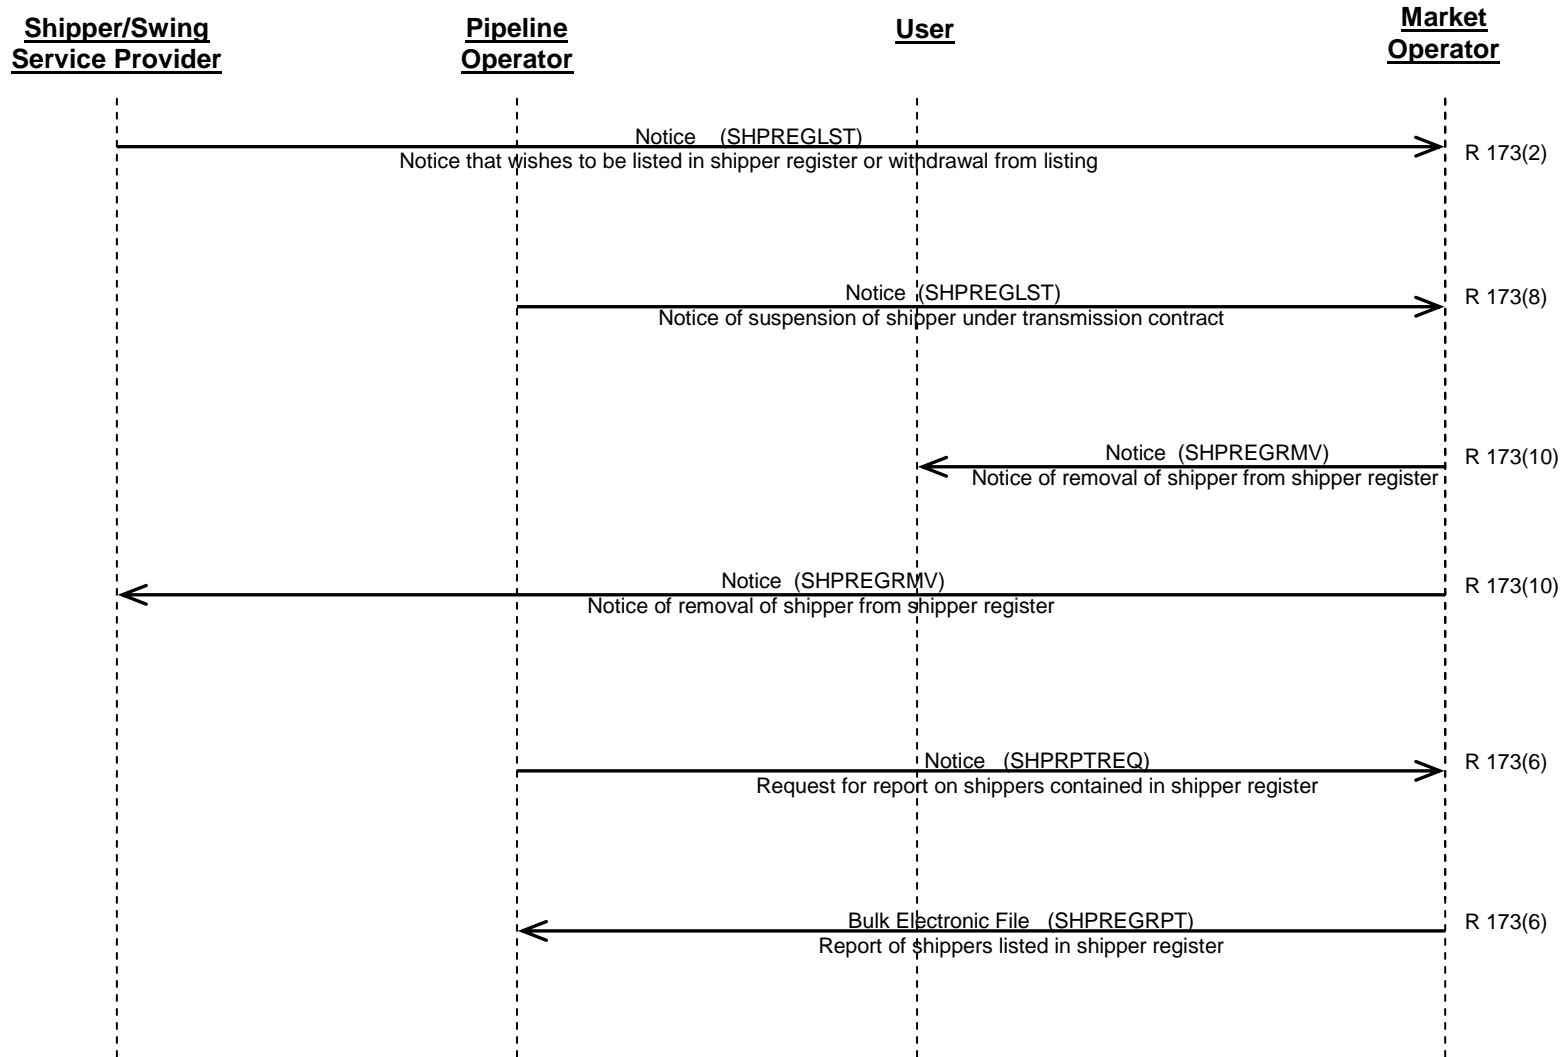 Shipper/Swing
Service Provider
Pipeline
Operator
User
Market
Operator
Notice (SHPREGLST)
Notice that wishes to be listed in shipper register or withdrawal from listing
R 173(2)
Notice (SHPREGLST)
Notice of suspension of shipper under transmission contract
R 173(8)
Notice (SHPREGRMV)
Notice of removal of shipper from shipper register
R 173(10)
Notice (SHPREGRMV)
Notice of removal of shipper from shipper register
R 173(10)
Notice (SHPRPTREQ)
Request for report on shippers contained in shipper register
R 173(6)
Bulk Electronic File (SHPREGRPT)
Report of shippers listed in shipper register
R 173(6)